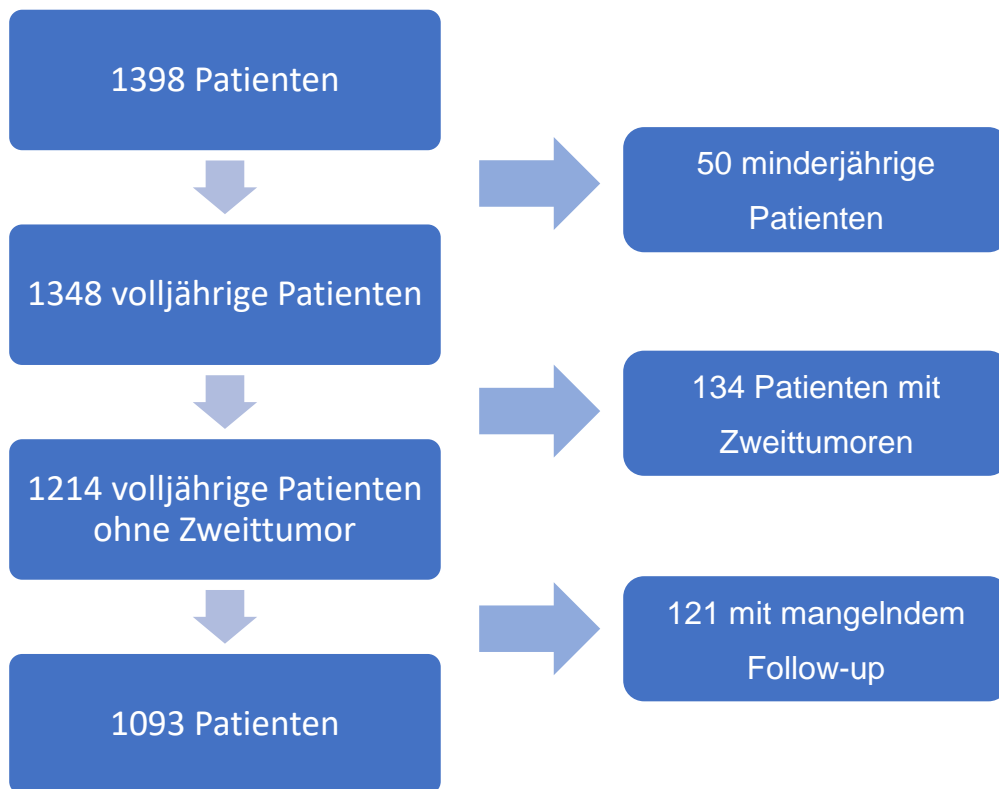 1398 Patienten
50 minderjährige
Patienten
1348 volljährige Patienten
134 Patienten mit
Zweittumoren
1214 volljährige Patienten
ohne Zweittumor
121 mit mangelndem
Follow-up
1093 Patienten